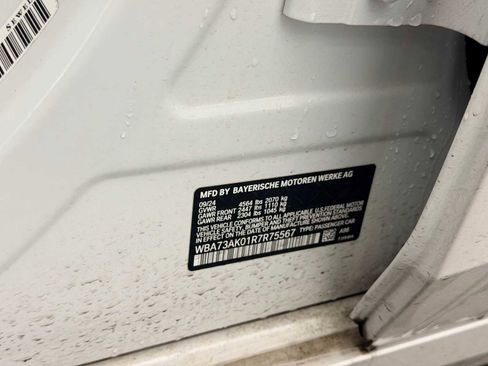 MFD BY BAYERISCHE MOTOREN WERKE AG
09/24 4564 lbs 2070 kg
GVWR
GAWR FRONT 2447 lbs 1110 kg
GAWR REAR 2304 lbs 1045 kg
THIS VEHICLE CONFORMS TO ALL APPLICABLE U.S. FEDERAL MOTOR
VEHICLE SAFETY, BUMPER, AND THEFT PREVENTION STANDARDS
IN EFFECT ON THE DATE OF MANUFACTURE SHOWN ABOVE.
WBA73AK01R7R75567 TYPE: PASSENGER CAR
A96